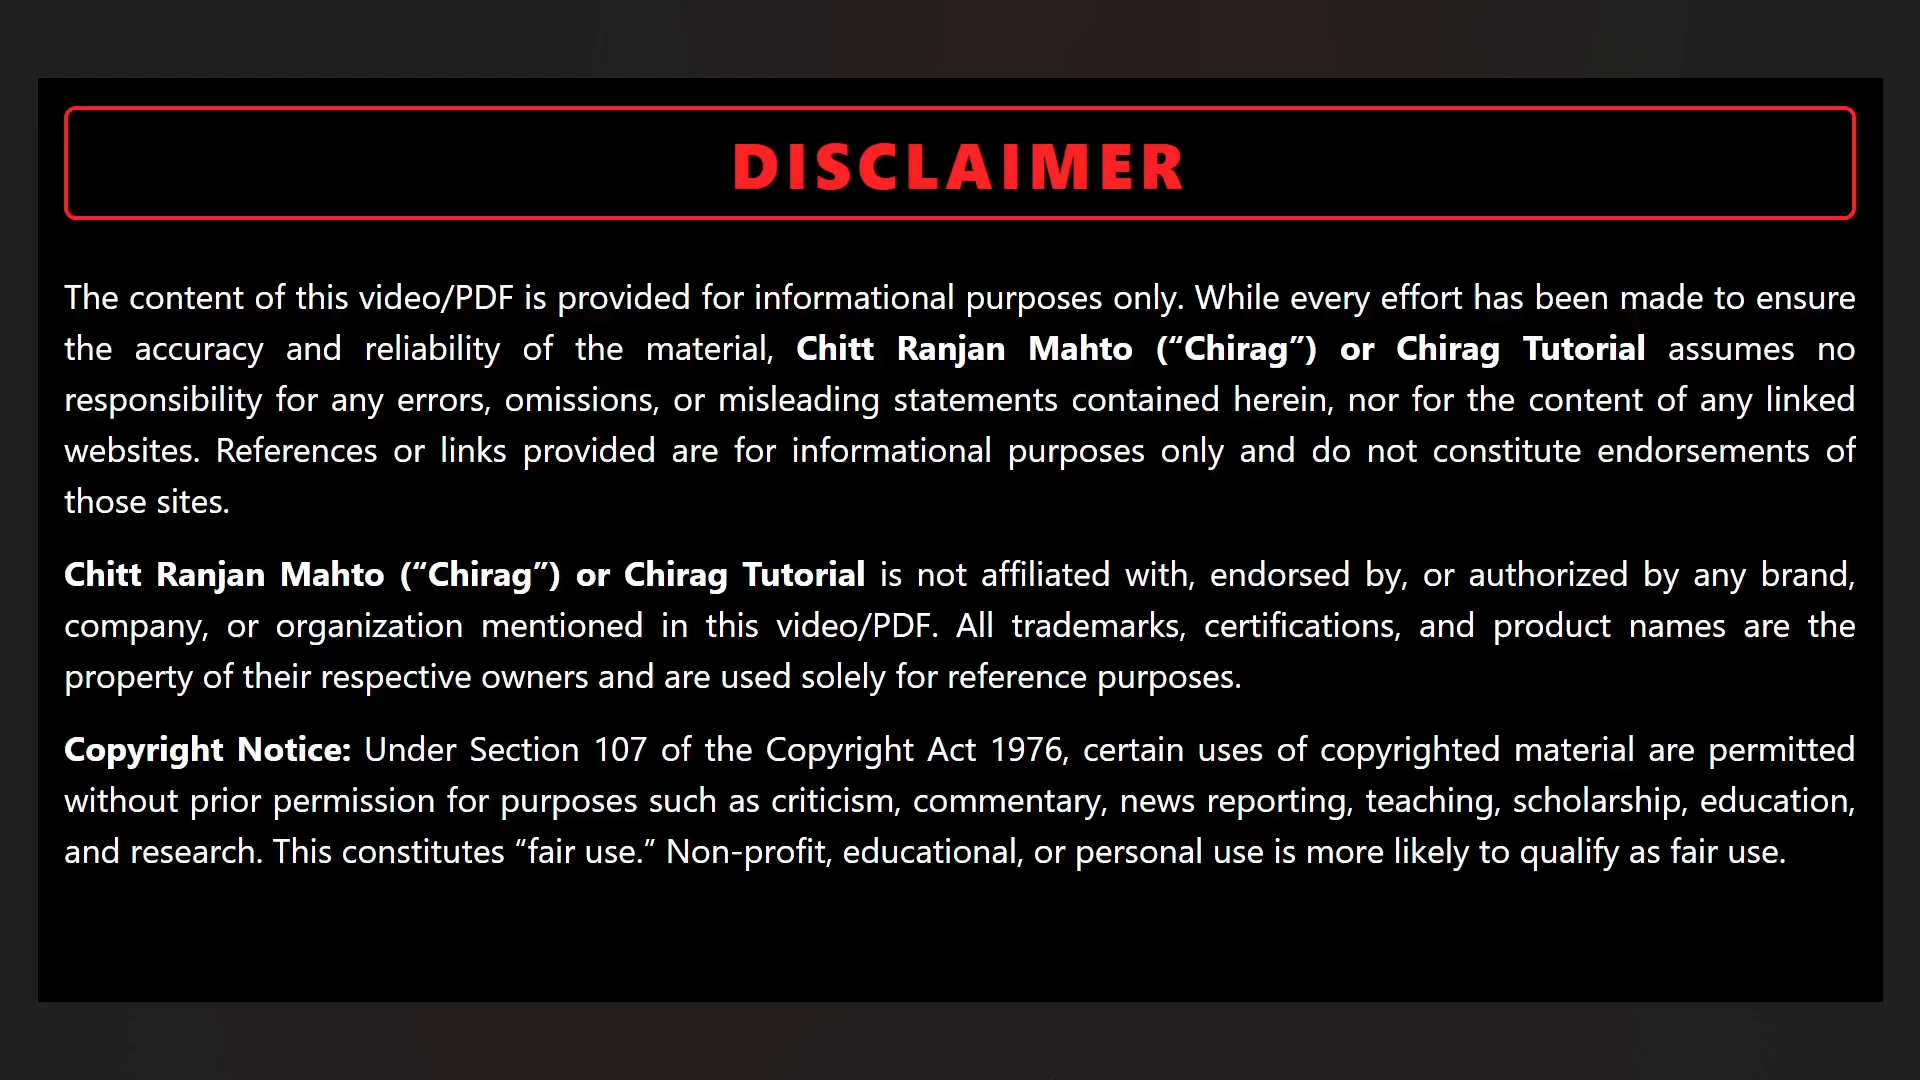 DISCLAIMER
The content of this video/PDF is provided for informational purposes only. While every effort has been made to ensure
the accuracy and reliability of the material, Chitt Ranjan Mahto (“Chirag”) or Chirag Tutorial assumes no
responsibility for any errors, omissions, or misleading statements contained herein, nor for the content of any linked
websites. References or links provided are for informational purposes only and do not constitute endorsements of
those sites.
Chitt Ranjan Mahto (“Chirag”) or Chirag Tutorial is not affiliated with, endorsed by, or authorized by any brand,
company, or organization mentioned in this video/PDF. All trademarks, certifications, and product names are the
property of their respective owners and are used solely for reference purposes.
Copyright Notice: Under Section 107 of the Copyright Act 1976, certain uses of copyrighted material are permitted
without prior permission for purposes such as criticism, commentary, news reporting, teaching, scholarship, education,
and research. This constitutes “fair use.” Non-profit, educational, or personal use is more likely to qualify as fair use.